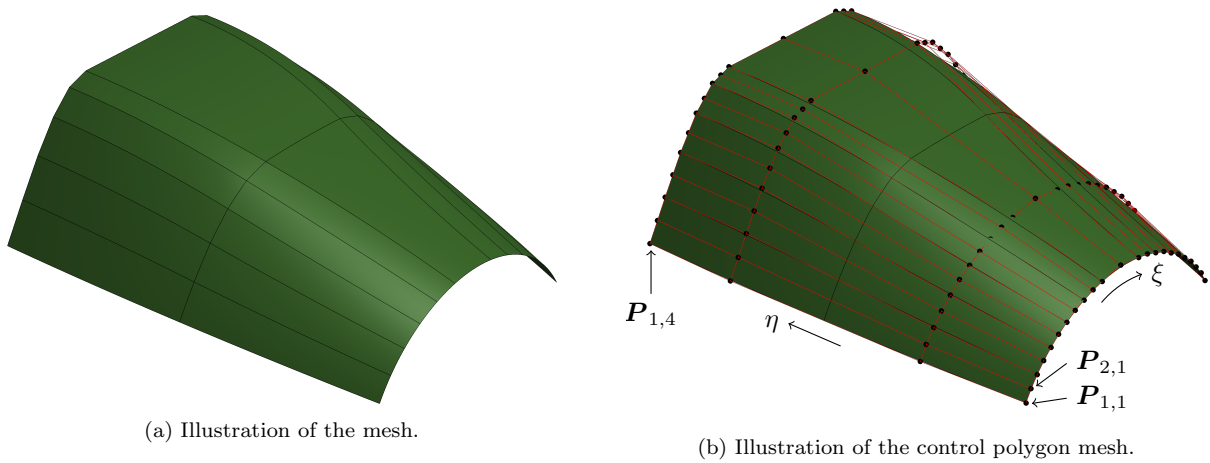 P1,4
η
ξ
P2,1
P1,1
(a) Illustration of the mesh.
(b) Illustration of the control polygon mesh.